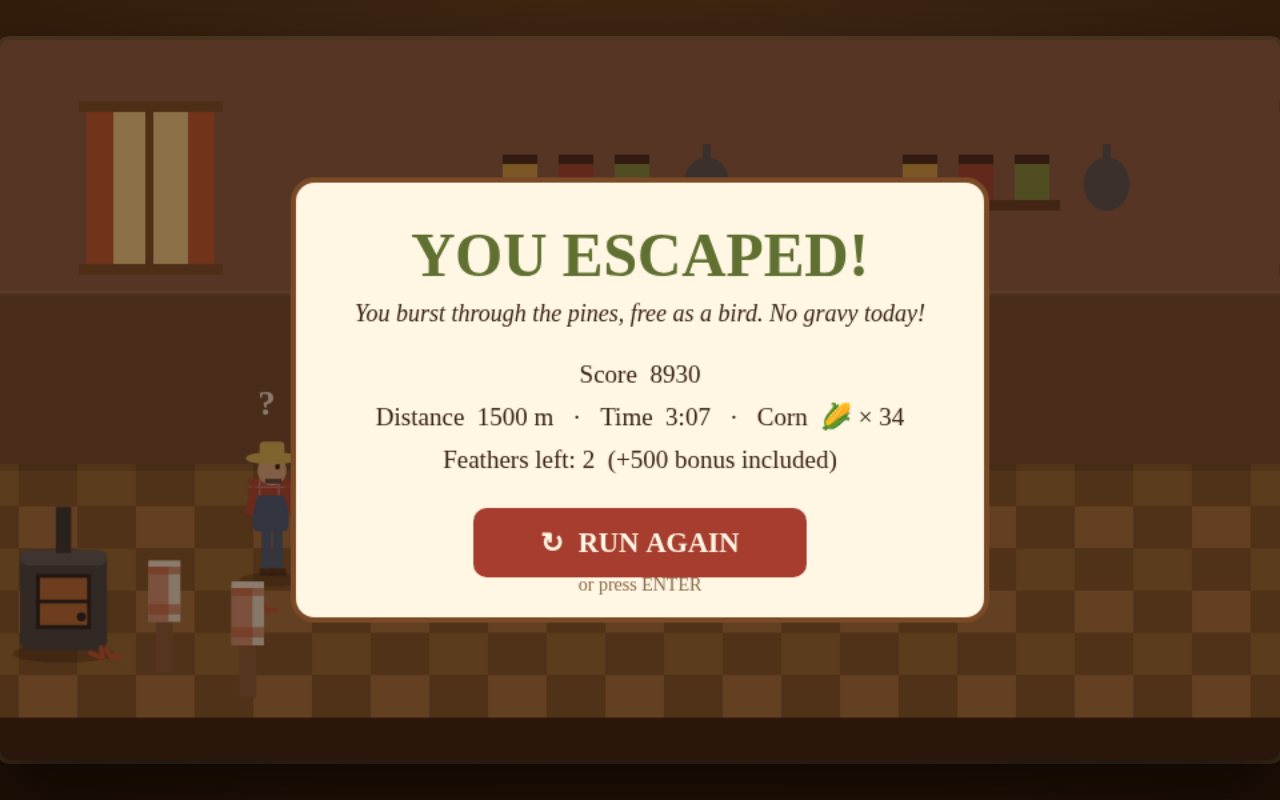 YOU ESCAPED!
You burst through the pines, free as a bird. No gravy today!
Score 8930
Distance 1500 m · Time 3:07 · Corn 🌽 × 34
?
Feathers left: 2 (+500 bonus included)
↻ RUN AGAIN
or press ENTER